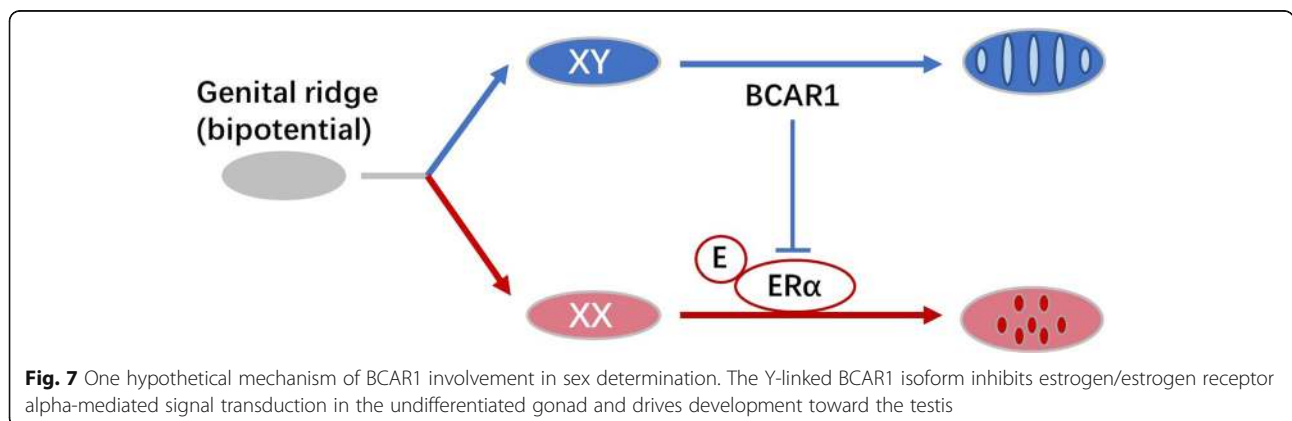 Genital ridge
(bipotential)
XY
BCAR1
E
ERα
XX
Fig. 7 One hypothetical mechanism of BCAR1 involvement in sex determination. The Y-linked BCAR1 isoform inhibits estrogen/estrogen receptor
alpha-mediated signal transduction in the undifferentiated gonad and drives development toward the testis